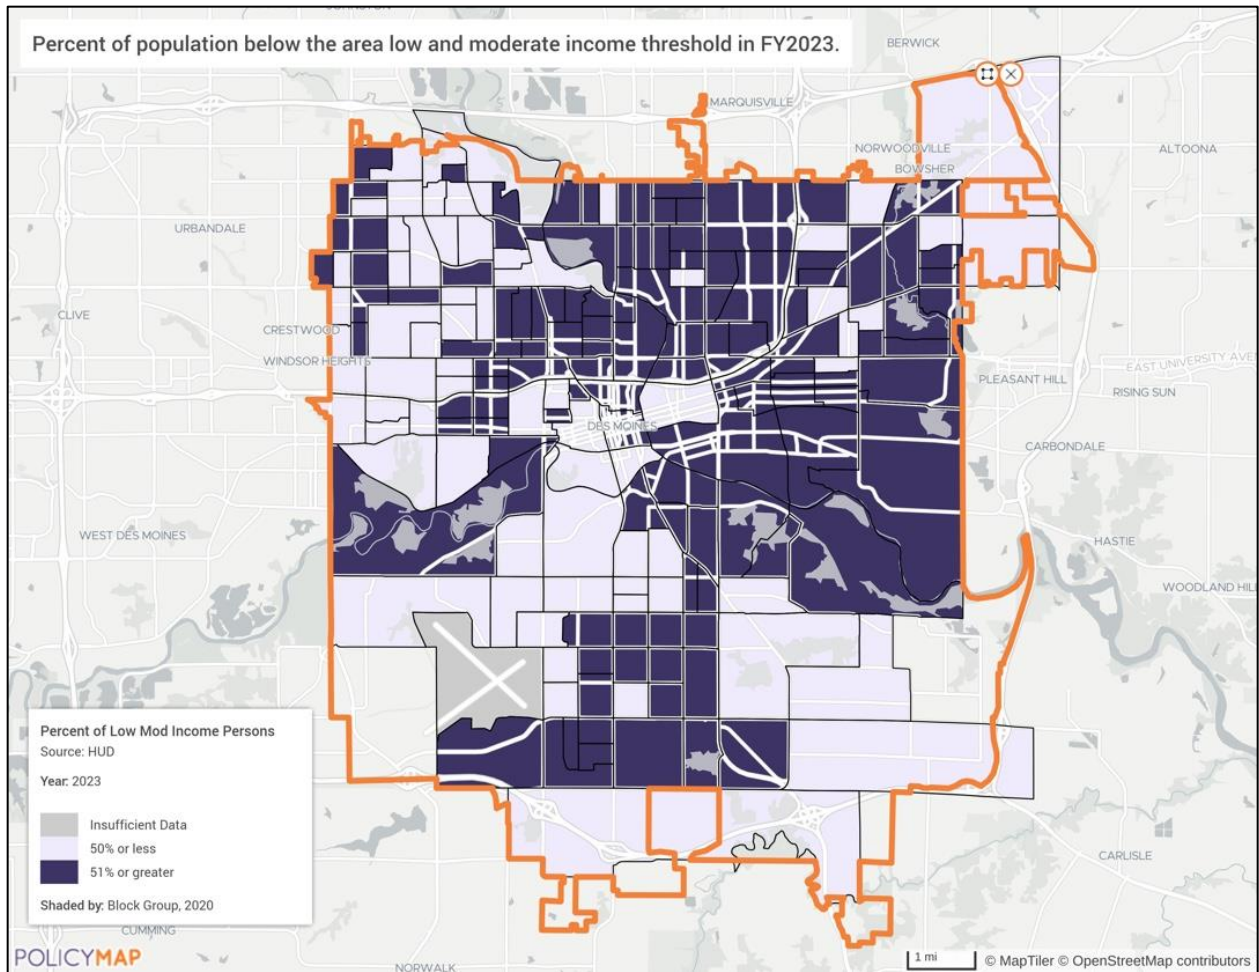 JOHNSTON
Percent of population below the area low and moderate income threshold in FY2023.
BERWICK
MARQUISVILLE
NORWOODVILLE
BOWSHER
ALTOONA
URBANDALE
CLIVE
CRESTWOOD
WINDSOR HEIGHTS
EAST UNIVERSITY AVE
PLEASANT HILL
RISING SUN
DES MOINES
CARBONDALE
WEST DES MOINES
HASTIE
WOODLAND HIL
Percent of Low Mod Income Persons
Source: HUD
Year: 2023
Insufficient Data
50% or less
51% or greater
Shaded by: Block Group, 2020
CARLISLE
CUMMING
POLICYMAP
NORWALK
1 mi
© MapTiler © OpenStreetMap contributors